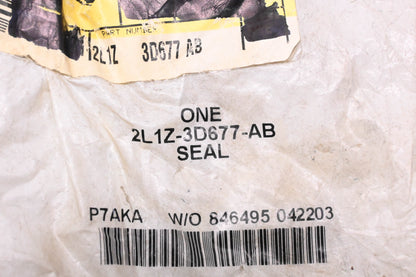 PART NUMBER
2L1Z 3D677 AB
ONE
2L1Z-3D677-AB
SEAL
P7AKA W/O 846495 042203